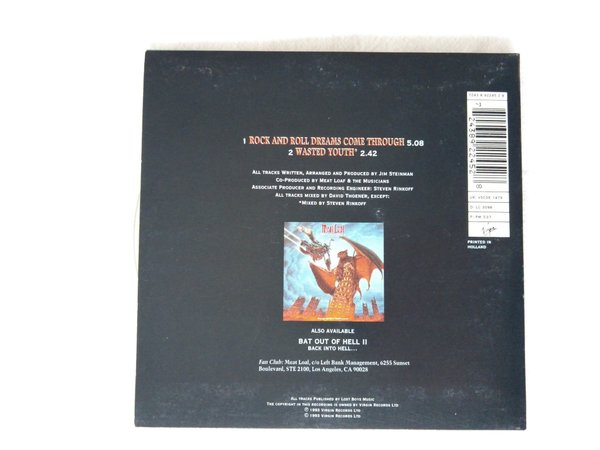 1 ROCK AND ROLL DREAMS COME THROUGH 5.08
2 WASTED YOUTH* 2.42
ALL TRACKS WRITTEN, ARRANGED AND PRODUCED BY JIM STEINMAN
CO-PRODUCED BY MEAT LOAF & THE MUSICIANS
ASSOCIATE PRODUCER AND RECORDING ENGINEER: STEVEN RINKOFF
ALL TRACKS MIXED BY DAVID THOENER, EXCEPT:
*MIXED BY STEVEN RINKOFF
Meat Loaf
ALSO AVAILABLE
BAT OUT OF HELL II
BACK INTO HELL...
Fan Club: Meat Loaf, c/o Left Bank Management, 6255 Sunset
Boulevard, STE 2100, Los Angeles, CA 90028
ALL TRACKS PUBLISHED BY LOST BOYS MUSIC
THE COPYRIGHT IN THIS RECORDING IS OWNED BY VIRGIN RECORDS LTD
℗ 1993 VIRGIN RECORDS LTD
© 1993 VIRGIN RECORDS LTD
Virgin
PRINTED IN
HOLLAND